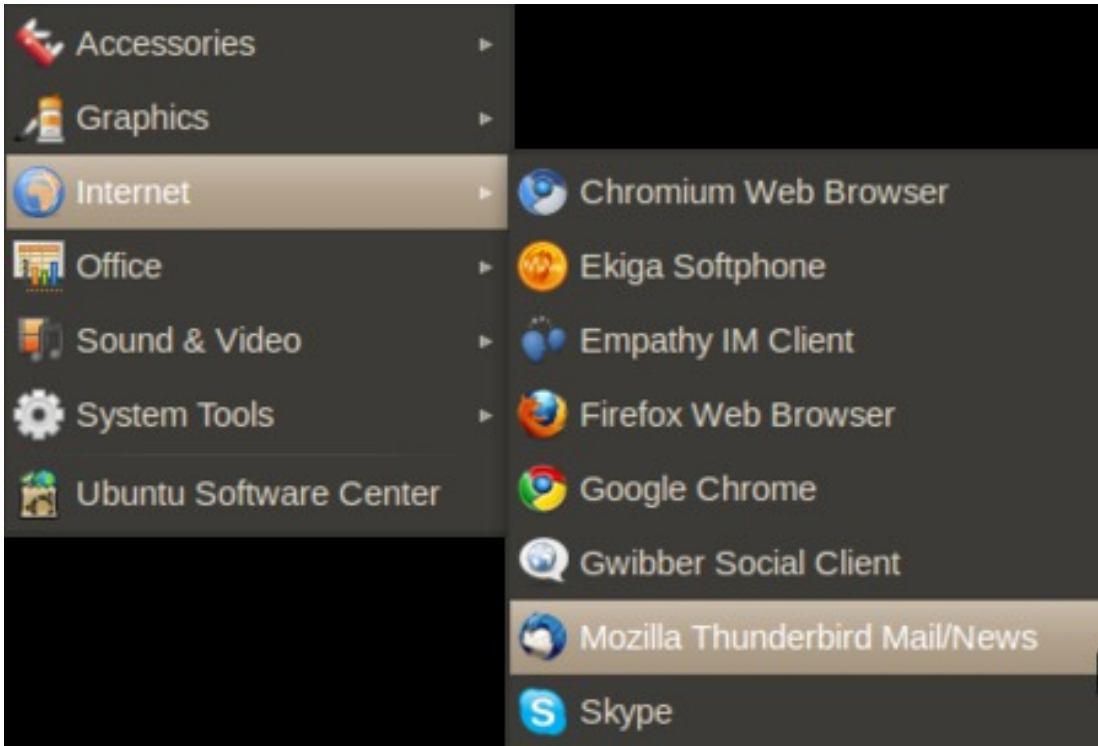 Accessories
Graphics
Internet
Office
Sound & Video
System Tools
Ubuntu Software Center
Chromium Web Browser
Ekiga Softphone
Empathy IM Client
Firefox Web Browser
Google Chrome
Gwibber Social Client
Mozilla Thunderbird Mail/News
Skype